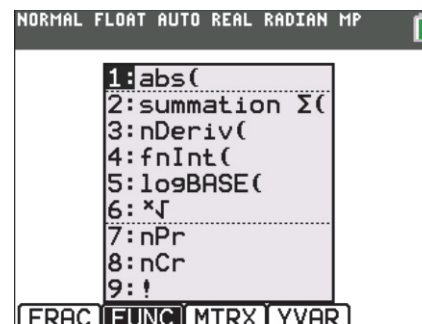 NORMAL FLOAT AUTO REAL RADIAN MP
1:abs(
2:summation Σ(
3:nDeriv(
4:fnInt(
5:logBASE(
6:ˣ√
7:nPr
8:nCr
9:!
FRAC FUNC MTRX YVAR